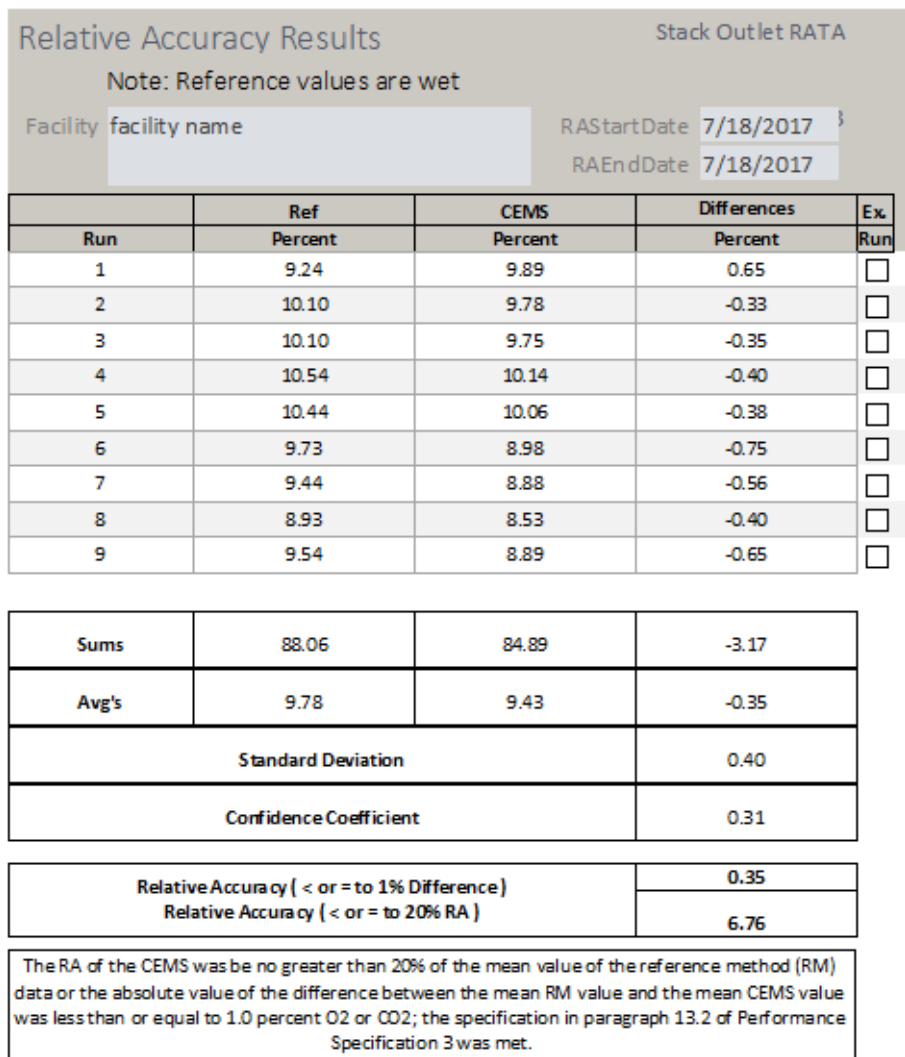 Relative Accuracy Results Stack Outlet RATA
Note: Reference values are wet
Facility facility name RAStartDate 7/18/2017
RAEndDate 7/18/2017
Ref CEMS Differences Ex.
Run Percent Percent Percent Run
1 9.24 9.89 0.65
2 10.10 9.78 -0.33
3 10.10 9.75 -0.35
4 10.54 10.14 -0.40
5 10.44 10.06 -0.38
6 9.73 8.98 -0.75
7 9.44 8.88 -0.56
8 8.93 8.53 -0.40
9 9.54 8.89 -0.65
Sums 88.06 84.89 -3.17
Avg's 9.78 9.43 -0.35
Standard Deviation 0.40
Confidence Coefficient 0.31
Relative Accuracy ( < or = to 1% Difference ) 0.35
Relative Accuracy ( < or = to 20% RA ) 6.76
The RA of the CEMS was be no greater than 20% of the mean value of the reference method (RM)
data or the absolute value of the difference between the mean RM value and the mean CEMS value
was less than or equal to 1.0 percent O2 or CO2; the specification in paragraph 13.2 of Performance
Specification 3 was met.